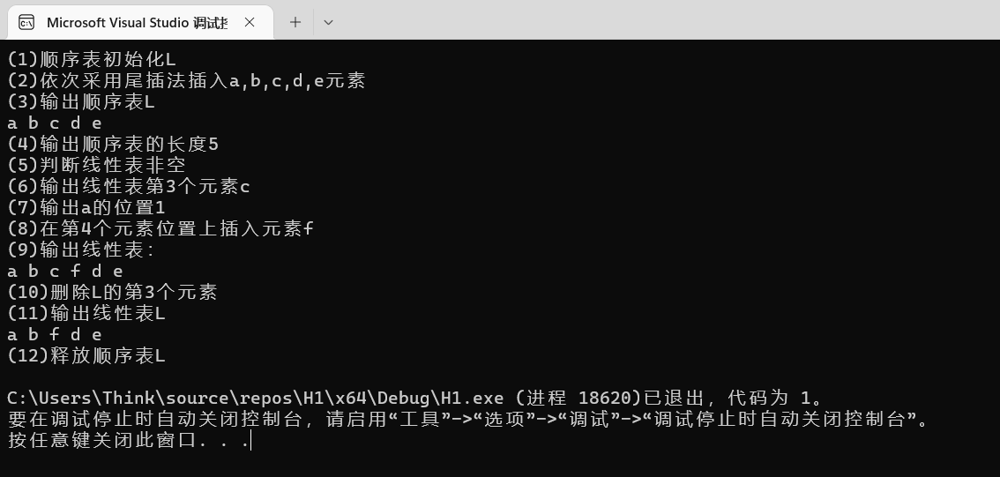 Microsoft Visual Studio 调试控
(1)顺序表初始化L
(2)依次采用尾插法插入a,b,c,d,e元素
(3)输出顺序表L
a b c d e
(4)输出顺序表的长度5
(5)判断线性表非空
(6)输出线性表第3个元素c
(7)输出a的位置1
(8)在第4个元素位置上插入元素f
(9)输出线性表：
a b c f d e
(10)删除L的第3个元素
(11)输出线性表L
a b f d e
(12)释放顺序表L
C:\Users\Think\source\repos\H1\x64\Debug\H1.exe (进程 18620)已退出，代码为 1。
要在调试停止时自动关闭控制台，请启用“工具”->“选项”->“调试”->“调试停止时自动关闭控制台”。
按任意键关闭此窗口. . .